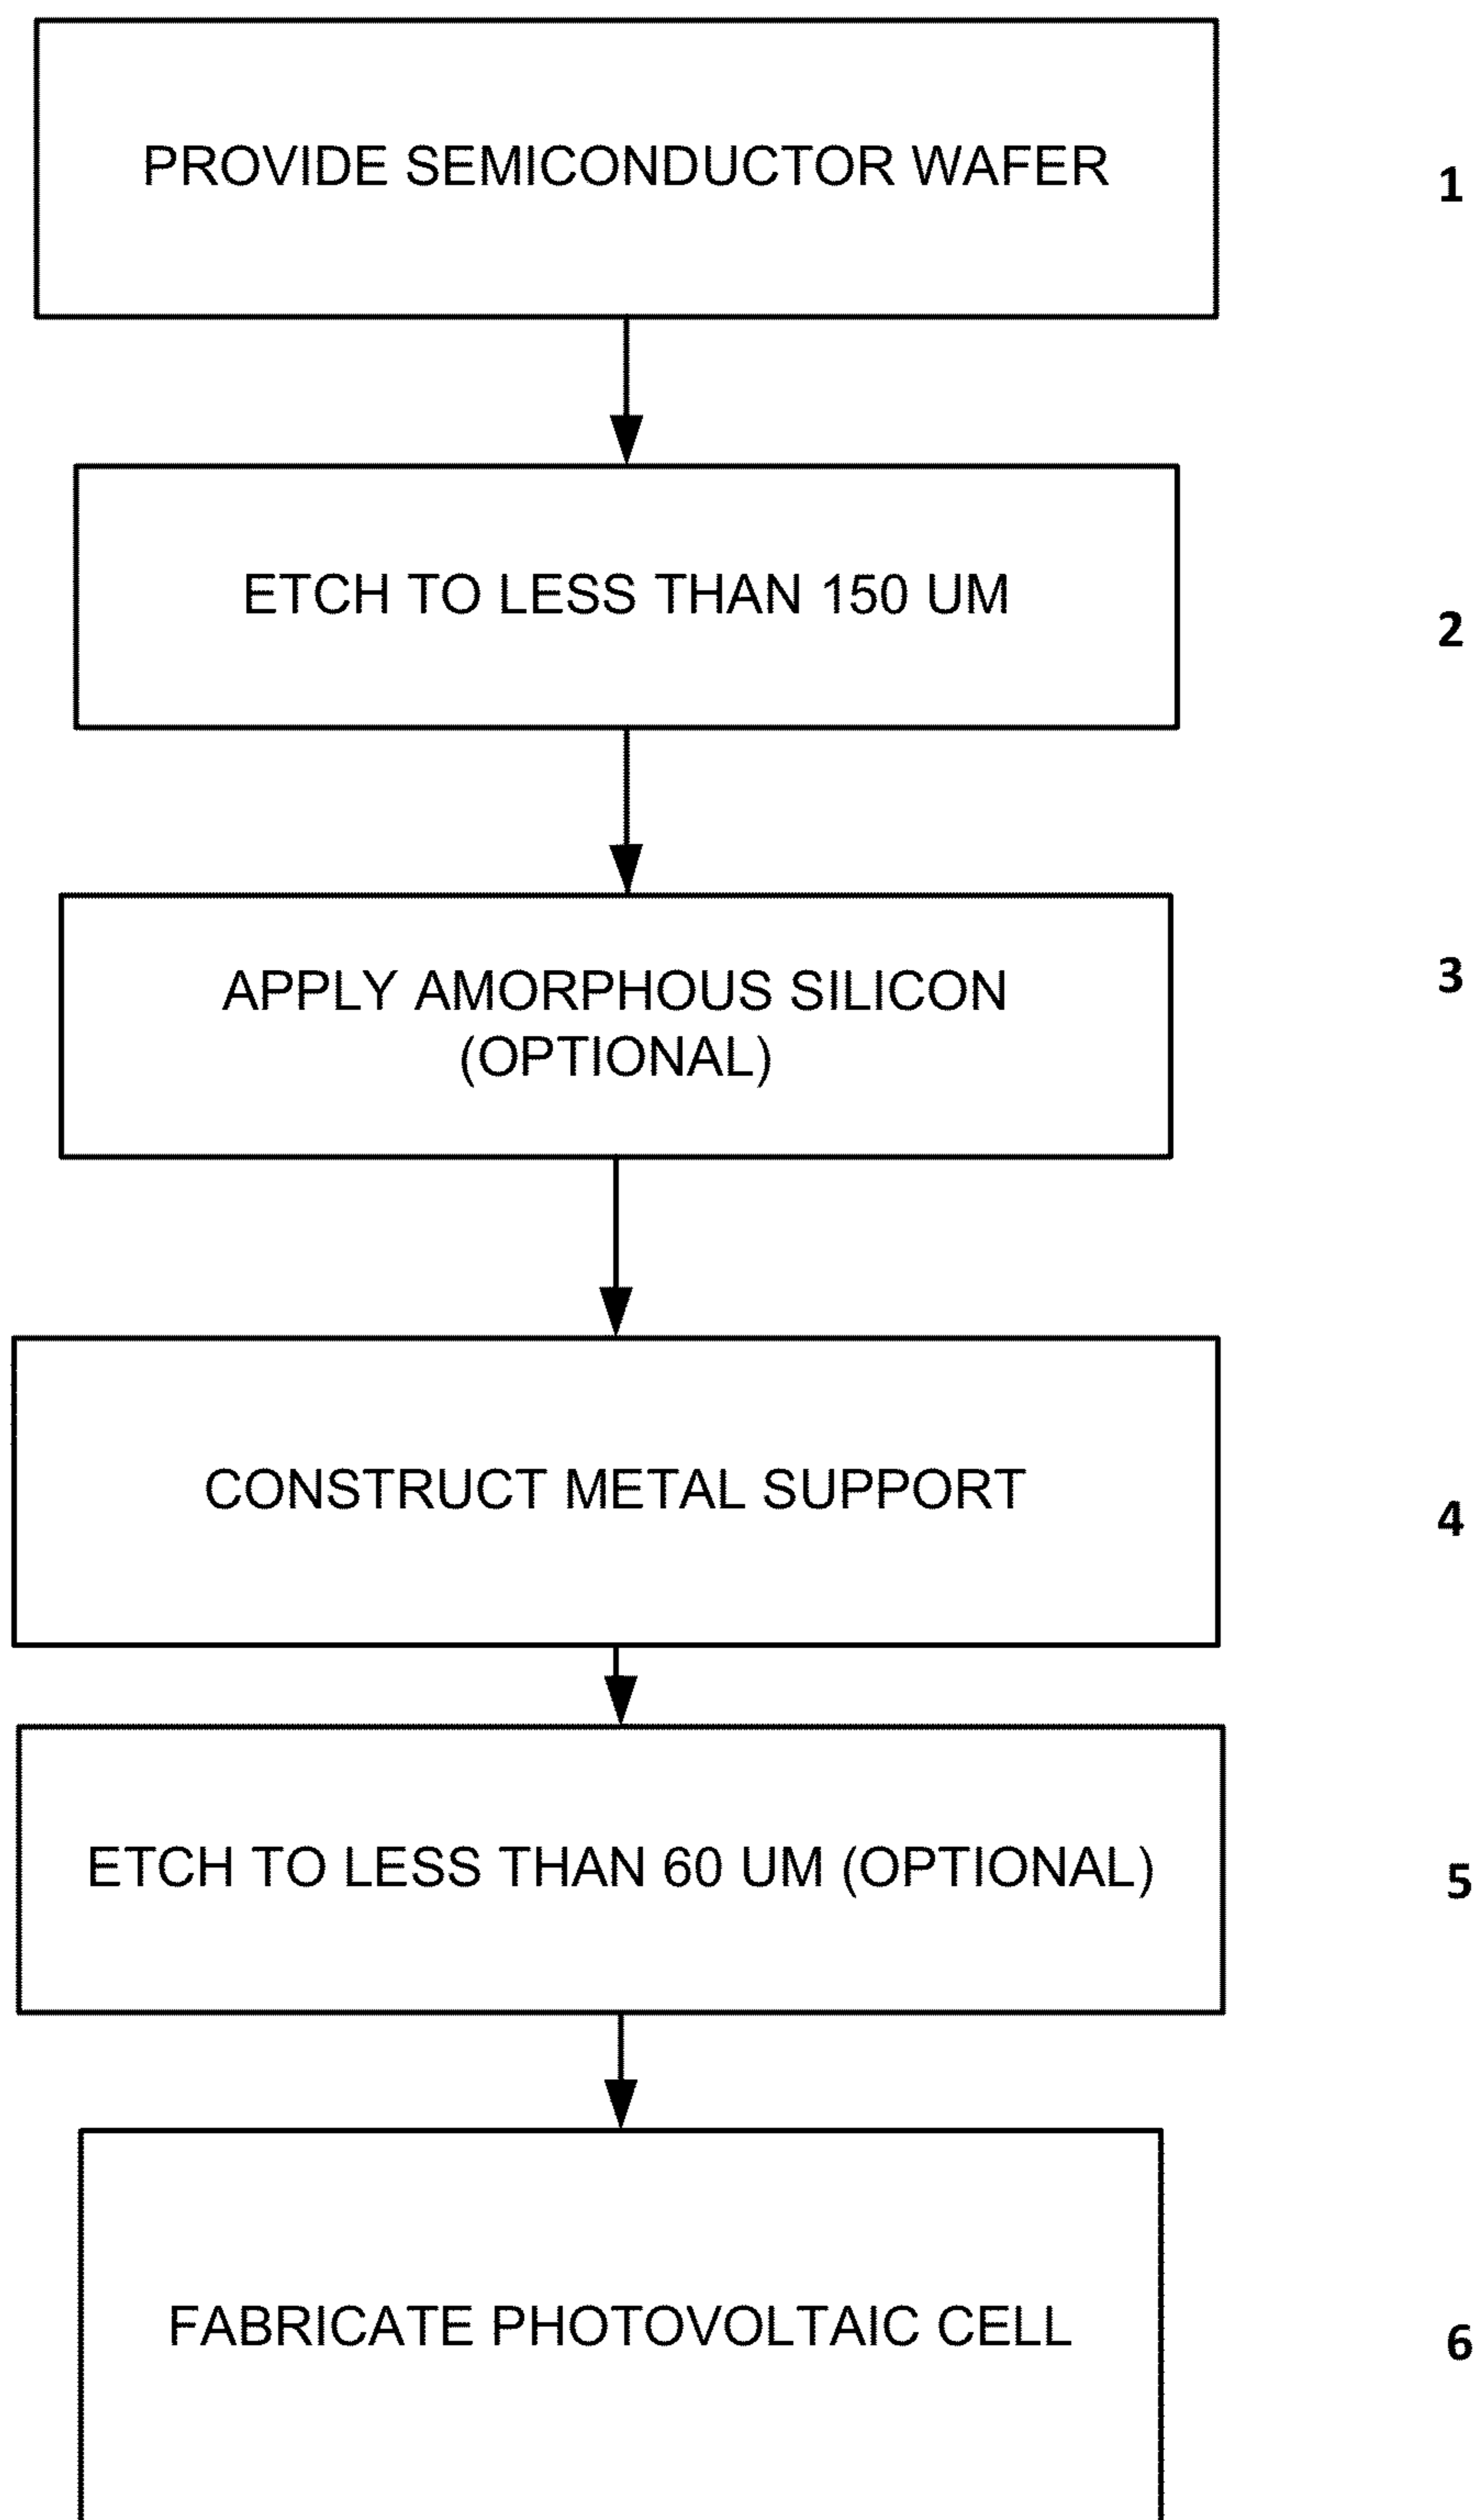 PROVIDE SEMICONDUCTOR WAFER
1
ETCH TO LESS THAN 150 UM
2
APPLY AMORPHOUS SILICON
(OPTIONAL)
3
CONSTRUCT METAL SUPPORT
4
ETCH TO LESS THAN 60 UM (OPTIONAL)
5
FABRICATE PHOTOVOLTAIC CELL
6